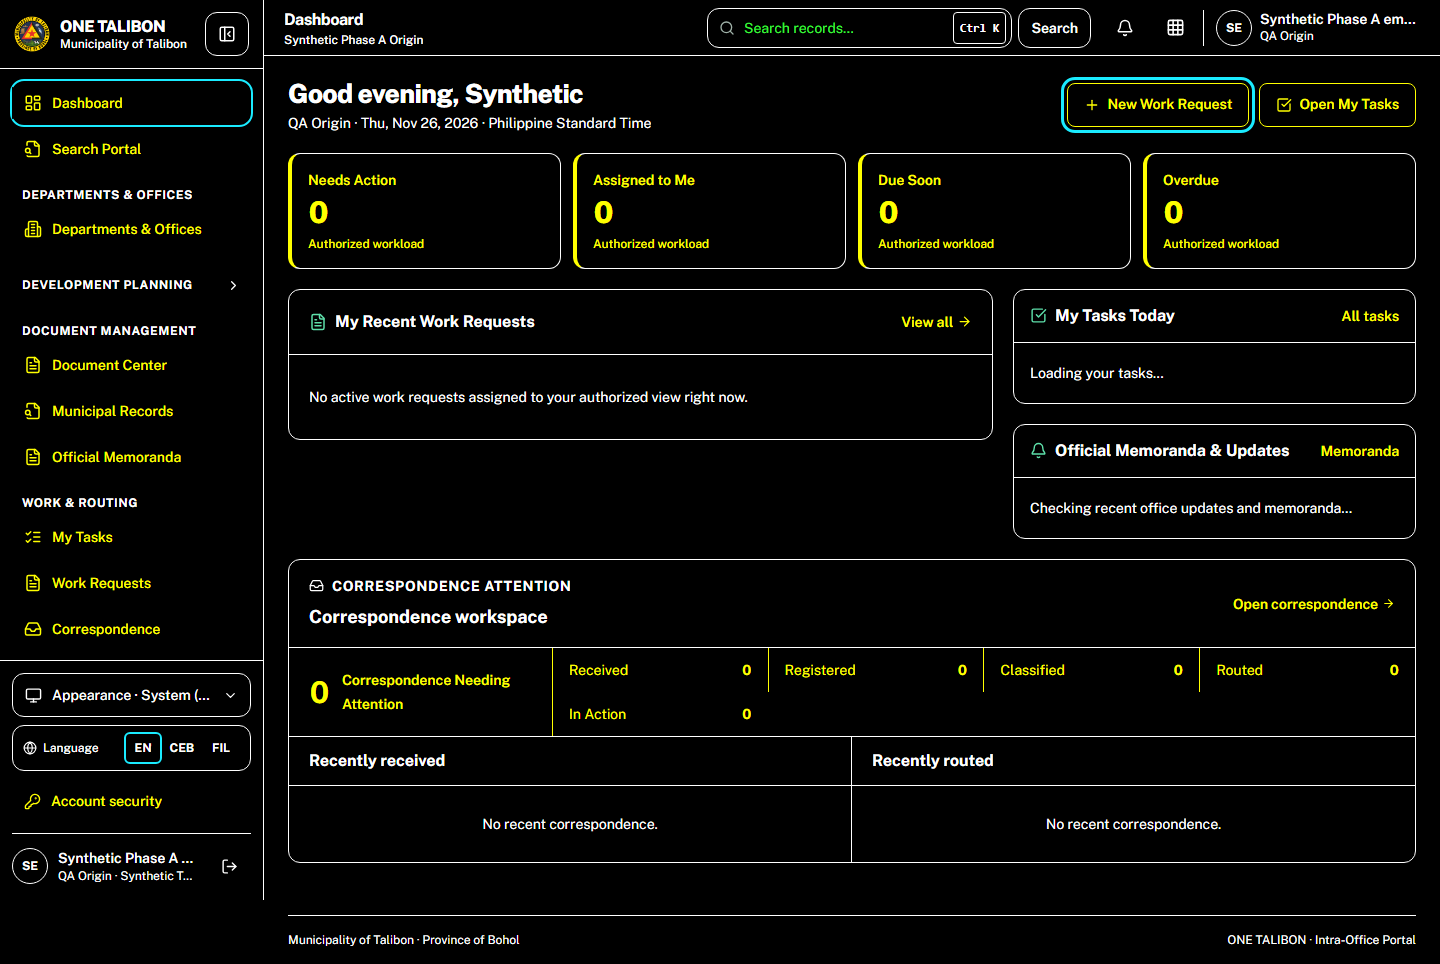 ONE TALIBON
Municipality of Talibon
Dashboard
Synthetic Phase A Origin
Search records...
Ctrl K
Search
SE
Synthetic Phase A em...
QA Origin
Dashboard
Search Portal
DEPARTMENTS & OFFICES
Departments & Offices
DEVELOPMENT PLANNING
DOCUMENT MANAGEMENT
Document Center
Municipal Records
Official Memoranda
WORK & ROUTING
My Tasks
Work Requests
Correspondence
Appearance · System (...
Language
EN
CEB
FIL
Account security
SE
Synthetic Phase A ...
QA Origin · Synthetic T...
Good evening, Synthetic
QA Origin · Thu, Nov 26, 2026 · Philippine Standard Time
New Work Request
Open My Tasks
Needs Action
0
Authorized workload
Assigned to Me
0
Authorized workload
Due Soon
0
Authorized workload
Overdue
0
Authorized workload
My Recent Work Requests
View all
No active work requests assigned to your authorized view right now.
My Tasks Today
All tasks
Loading your tasks...
Official Memoranda & Updates
Memoranda
Checking recent office updates and memoranda...
CORRESPONDENCE ATTENTION
Correspondence workspace
Open correspondence
0
Correspondence Needing
Attention
Received 0
Registered 0
Classified 0
Routed 0
In Action 0
Recently received
No recent correspondence.
Recently routed
No recent correspondence.
Municipality of Talibon · Province of Bohol
ONE TALIBON · Intra-Office Portal